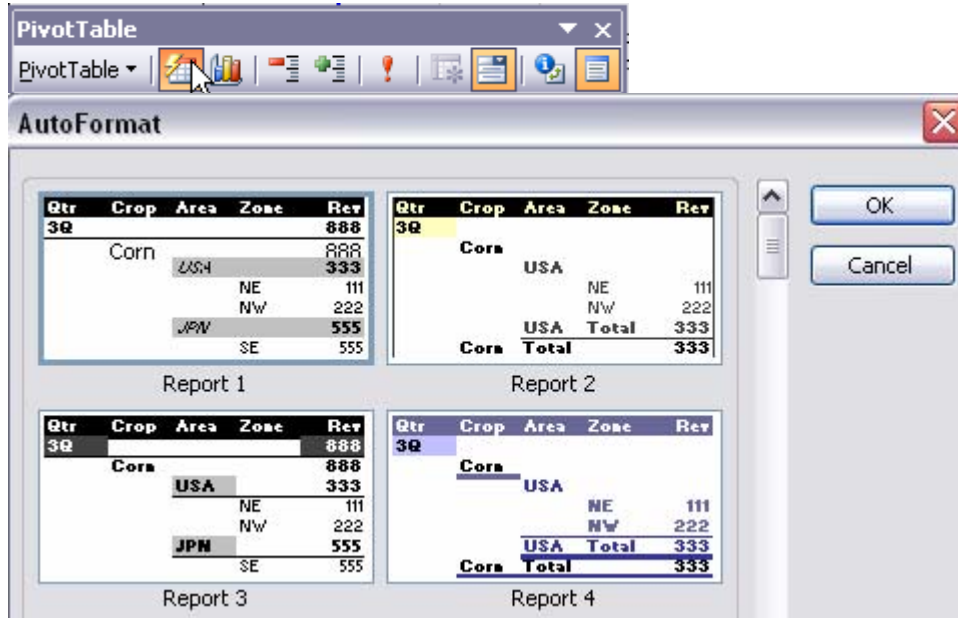 PivotTable
PivotTable
AutoFormat
Qtr Crop Area Zone Rev
3Q 888
Corn 888
USA 333
NE 111
NW 222
JPN 555
SE 555
Report 1
Qtr Crop Area Zone Rev
3Q
Corn
USA
NE 111
NW 222
USA Total 333
Corn Total 333
Report 2
OK
Cancel
Qtr Crop Area Zone Rev
3Q 888
Corn 888
USA 333
NE 111
NW 222
JPN 555
SE 555
Report 3
Qtr Crop Area Zone Rev
3Q
Corn
USA
NE 111
NW 222
USA Total 333
Corn Total 333
Report 4